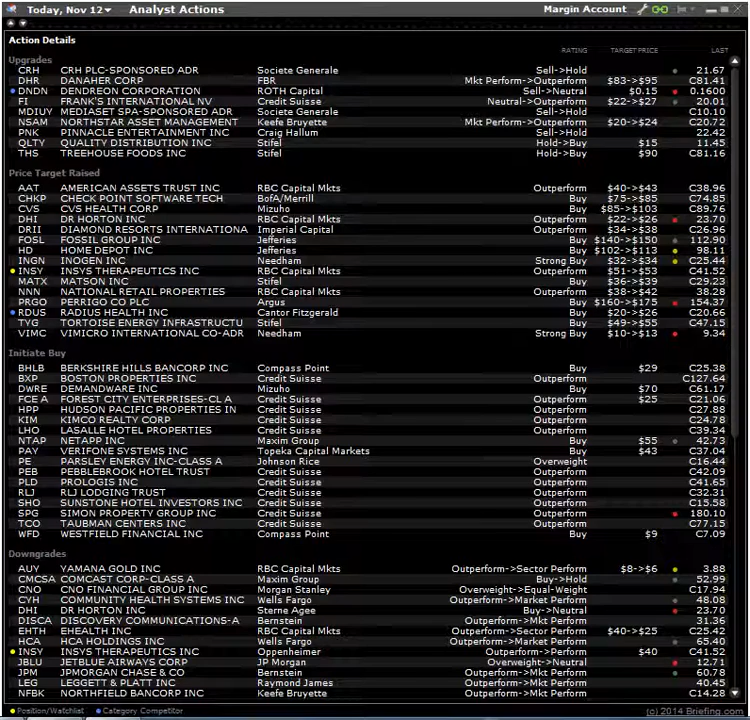 Today, Nov 12 Analyst Actions Margin Account
Action Details
RATING TARGET PRICE LAST
Upgrades
CRH CRH PLC-SPONSORED ADR Societe Generale Sell->Hold 21.67
DHR DANAHER CORP FBR Mkt Perform->Outperform $83->$95 C81.41
DNDN DENDREON CORPORATION ROTH Capital Sell->Neutral $0.15 0.1600
FI FRANK'S INTERNATIONAL NV Credit Suisse Neutral->Outperform $22->$27 20.01
MDIUY MEDIASET SPA-SPONSORED ADR Societe Generale Sell->Hold C10.10
NSAM NORTHSTAR ASSET MANAGEMENT Keefe Bruyette Mkt Perform->Outperform $20->$24 C20.72
PNK PINNACLE ENTERTAINMENT INC Craig Hallum Sell->Hold 22.42
QLTY QUALITY DISTRIBUTION INC Stifel Hold->Buy $15 11.45
THS TREEHOUSE FOODS INC Stifel Hold->Buy $90 C81.16
Price Target Raised
AAT AMERICAN ASSETS TRUST INC RBC Capital Mkts Outperform $40->$43 C38.96
CHKP CHECK POINT SOFTWARE TECH BofA/Merrill Buy $75->$85 C74.85
CVS CVS HEALTH CORP Mizuho Buy $85->$103 C89.76
DHI DR HORTON INC RBC Capital Mkts Outperform $22->$26 23.70
DRII DIAMOND RESORTS INTERNATIONA Imperial Capital Outperform $34->$38 C26.96
FOSL FOSSIL GROUP INC Jefferies Buy $140->$150 112.90
HD HOME DEPOT INC Jefferies Buy $102->$113 98.11
INGN INOGEN INC Needham Strong Buy $32->$34 C25.44
INSY INSYS THERAPEUTICS INC RBC Capital Mkts Outperform $51->$53 C41.52
MATX MATSON INC Stifel Buy $36->$39 C29.23
NNN NATIONAL RETAIL PROPERTIES RBC Capital Mkts Outperform $38->$42 38.28
PRGO PERRIGO CO PLC Argus Buy $160->$175 154.37
RDUS RADIUS HEALTH INC Cantor Fitzgerald Buy $20->$26 C20.66
TYG TORTOISE ENERGY INFRASTRUCTU Stifel Buy $49->$55 C47.15
VIMC VIMICRO INTERNATIONAL CO-ADR Needham Strong Buy $10->$13 9.34
Initiate Buy
BHLB BERKSHIRE HILLS BANCORP INC Compass Point Buy $29 C25.38
BXP BOSTON PROPERTIES INC Credit Suisse Outperform C127.64
DWRE DEMANDWARE INC Mizuho Buy $70 C61.17
FCE A FOREST CITY ENTERPRISES-CL A Credit Suisse Outperform $25 C21.06
HPP HUDSON PACIFIC PROPERTIES IN Credit Suisse Outperform C27.88
KIM KIMCO REALTY CORP Credit Suisse Outperform C24.78
LHO LASALLE HOTEL PROPERTIES Credit Suisse Outperform C39.34
NTAP NETAPP INC Maxim Group Buy $55 42.73
PAY VERIFONE SYSTEMS INC Topeka Capital Markets Buy $43 C37.04
PE PARSLEY ENERGY INC-CLASS A Johnson Rice Overweight C16.44
PEB PEBBLEBROOK HOTEL TRUST Credit Suisse Outperform C42.09
PLD PROLOGIS INC Credit Suisse Outperform C41.65
RLJ RLJ LODGING TRUST Credit Suisse Outperform C32.31
SHO SUNSTONE HOTEL INVESTORS INC Credit Suisse Outperform C15.58
SPG SIMON PROPERTY GROUP INC Credit Suisse Outperform 180.10
TCO TAUBMAN CENTERS INC Credit Suisse Outperform C77.15
WFD WESTFIELD FINANCIAL INC Compass Point Buy $9 C7.09
Downgrades
AUY YAMANA GOLD INC RBC Capital Mkts Outperform->Sector Perform $8->$6 3.88
CMCSA COMCAST CORP-CLASS A Maxim Group Buy->Hold 52.99
CNO CNO FINANCIAL GROUP INC Morgan Stanley Overweight->Equal-Weight C17.94
CYH COMMUNITY HEALTH SYSTEMS INC Wells Fargo Outperform->Market Perform 48.08
DHI DR HORTON INC Sterne Agee Buy->Neutral 23.70
DISCA DISCOVERY COMMUNICATIONS-A Bernstein Outperform->Mkt Perform 31.36
EHTH EHEALTH INC RBC Capital Mkts Outperform->Sector Perform $40->$25 C25.42
HCA HCA HOLDINGS INC Wells Fargo Outperform->Market Perform 65.40
INSY INSYS THERAPEUTICS INC Oppenheimer Outperform->Perform $40 C41.52
JBLU JETBLUE AIRWAYS CORP JP Morgan Overweight->Neutral 12.71
JPM JPMORGAN CHASE & CO Bernstein Outperform->Mkt Perform 60.78
LEG LEGGETT & PLATT INC Raymond James Outperform->Mkt Perform 40.45
NFBK NORTHFIELD BANCORP INC Keefe Bruyette Outperform->Mkt Perform C14.28
Position/Watchlist Category Competitor (c) 2014 Briefing.com